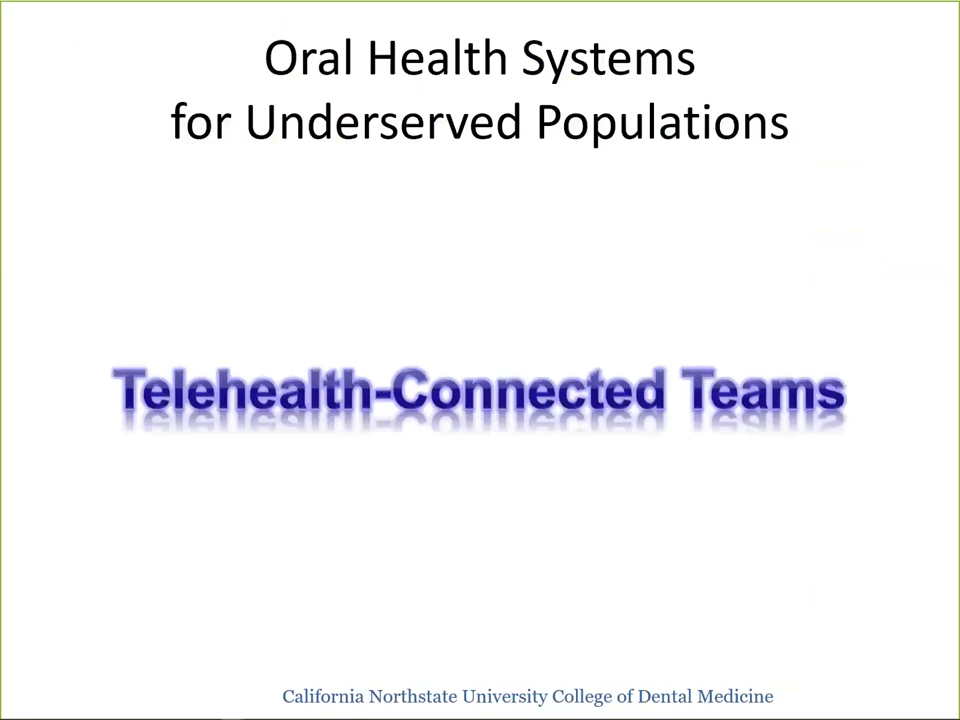 Oral Health Systems
for Underserved Populations
Telehealth-Connected Teams
California Northstate University College of Dental Medicine